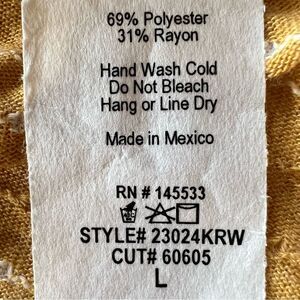 69% Polyester
31% Rayon
Hand Wash Cold
Do Not Bleach
Hang or Line Dry
Made in Mexico
RN # 145533
STYLE# 23024KRW
CUT# 60605
L